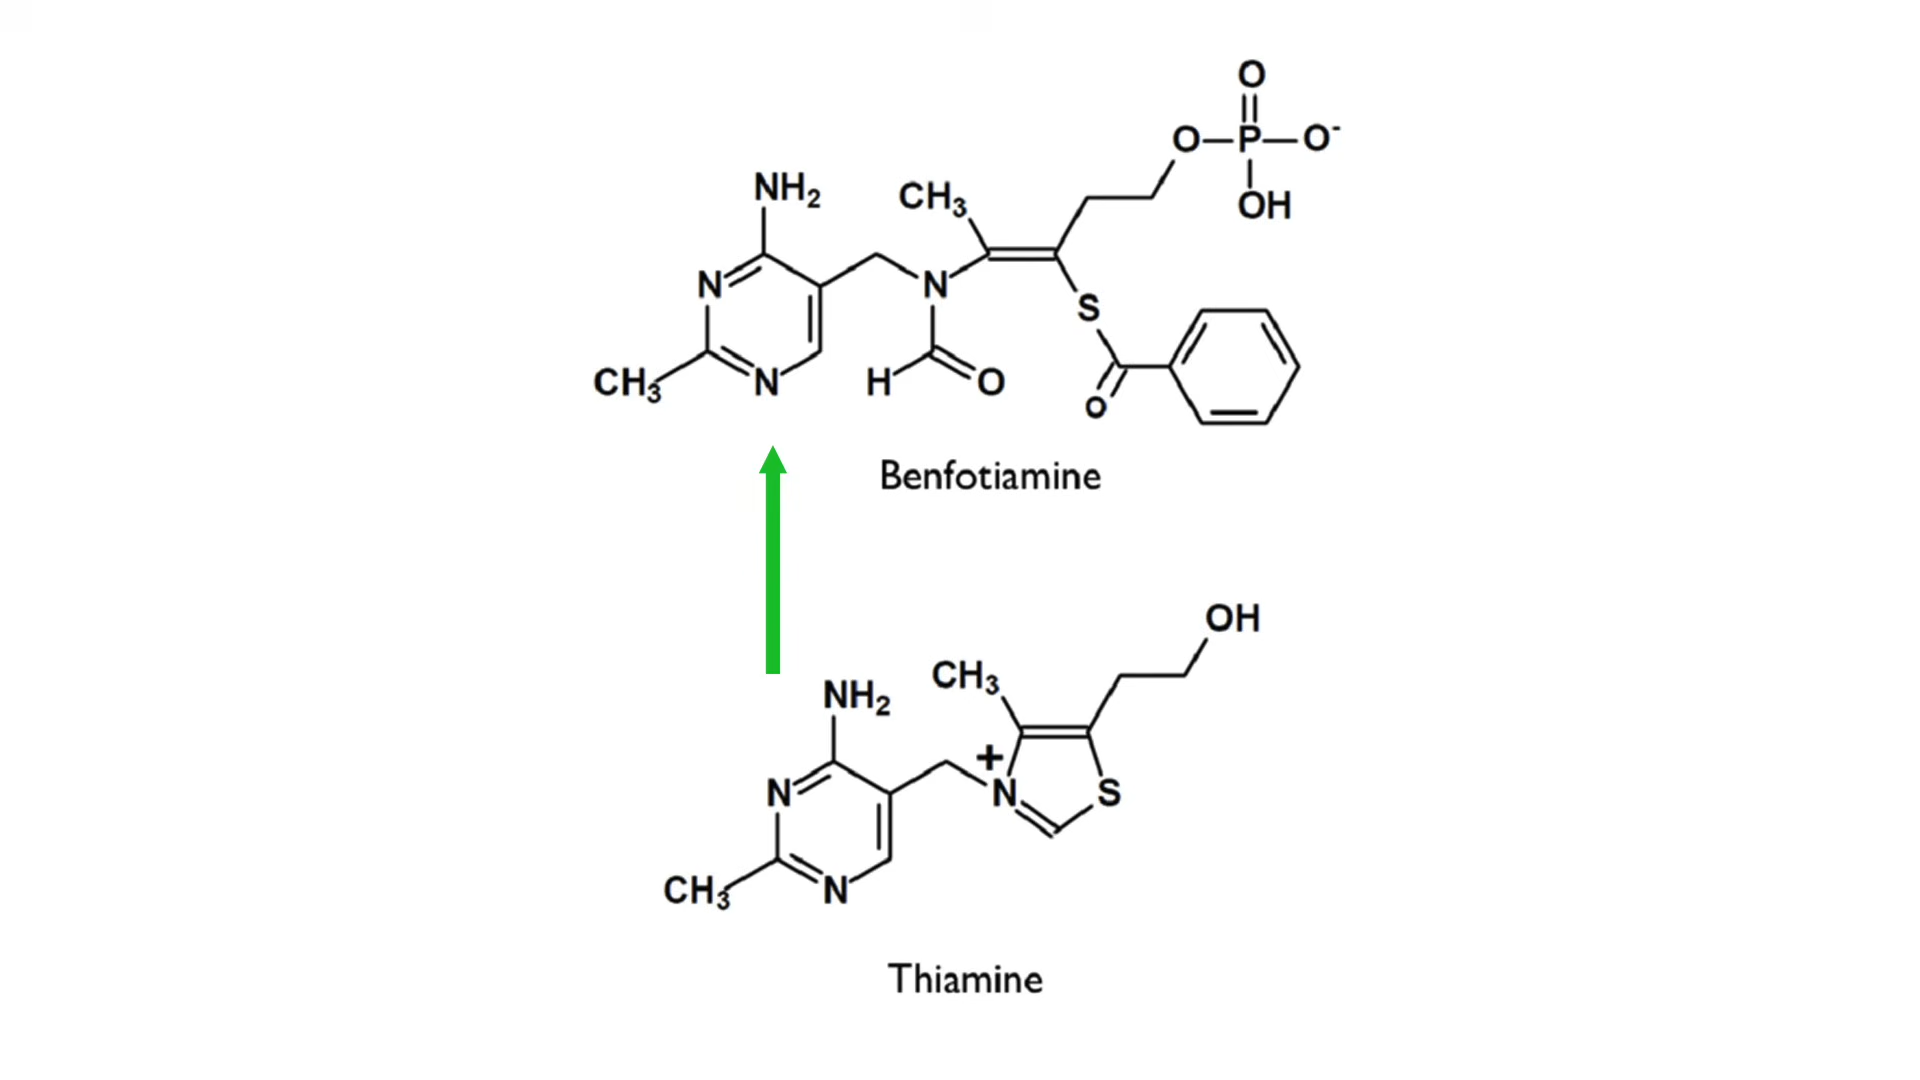 O
O P O-
OH
NH2
CH3
N
N
S
CH3
N
H
O
O
Benfotiamine
OH
CH3
NH2
+
N
N
S
CH3
N
Thiamine